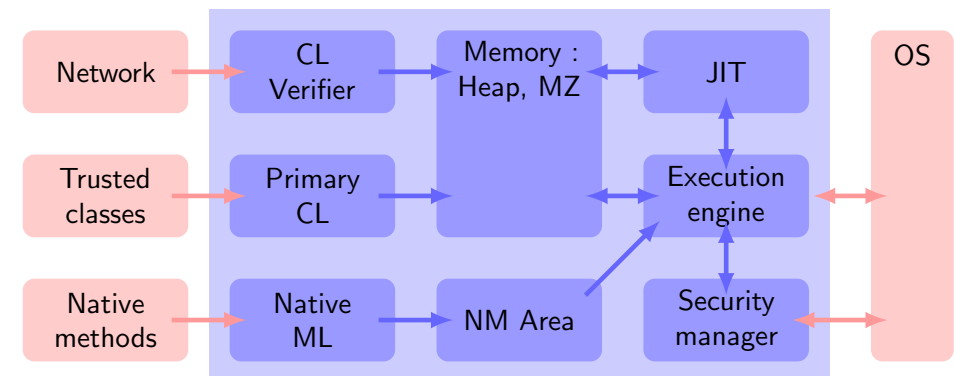 Network
CL
Verifier
Memory :
Heap, MZ
JIT
OS
Trusted
classes
Primary
CL
Execution
engine
Native
methods
Native
ML
NM Area
Security
manager